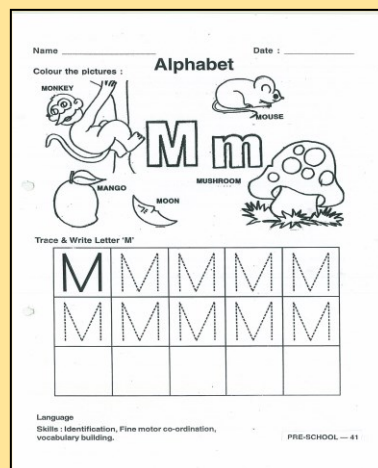 Name Date :
Alphabet
Colour the pictures :
MONKEY
MOUSE
M m
MUSHROOM
MANGO
MOON
Trace & Write Letter 'M'
M M M M M
M M M M M
Language
Skills : Identification, Fine motor co-ordination,
vocabulary building.
PRE-SCHOOL — 41